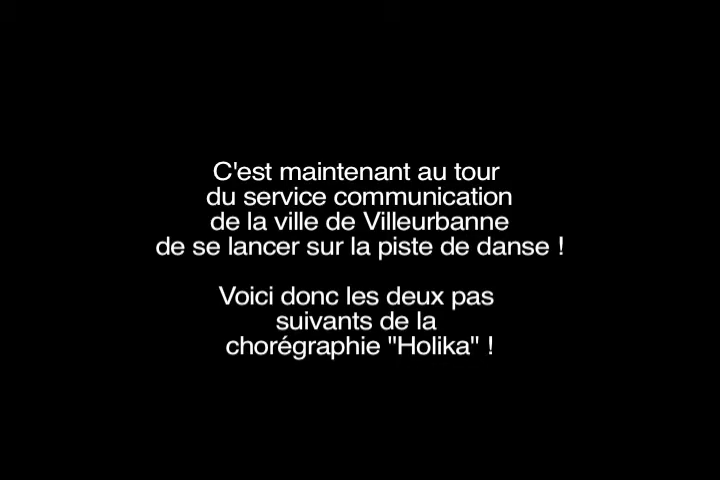 C'est maintenant au tour
du service communication
de la ville de Villeurbanne
de se lancer sur la piste de danse !
Voici donc les deux pas
suivants de la
chorégraphie "Holika" !